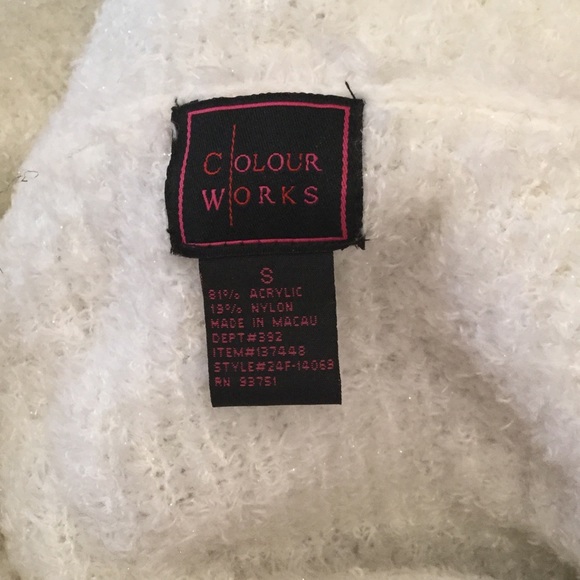 COLOUR
WORKS
S
81% ACRYLIC
19% NYLON
MADE IN MACAU
DEPT#392
ITEM#137448
STYLE#24F-14069
RN 93751